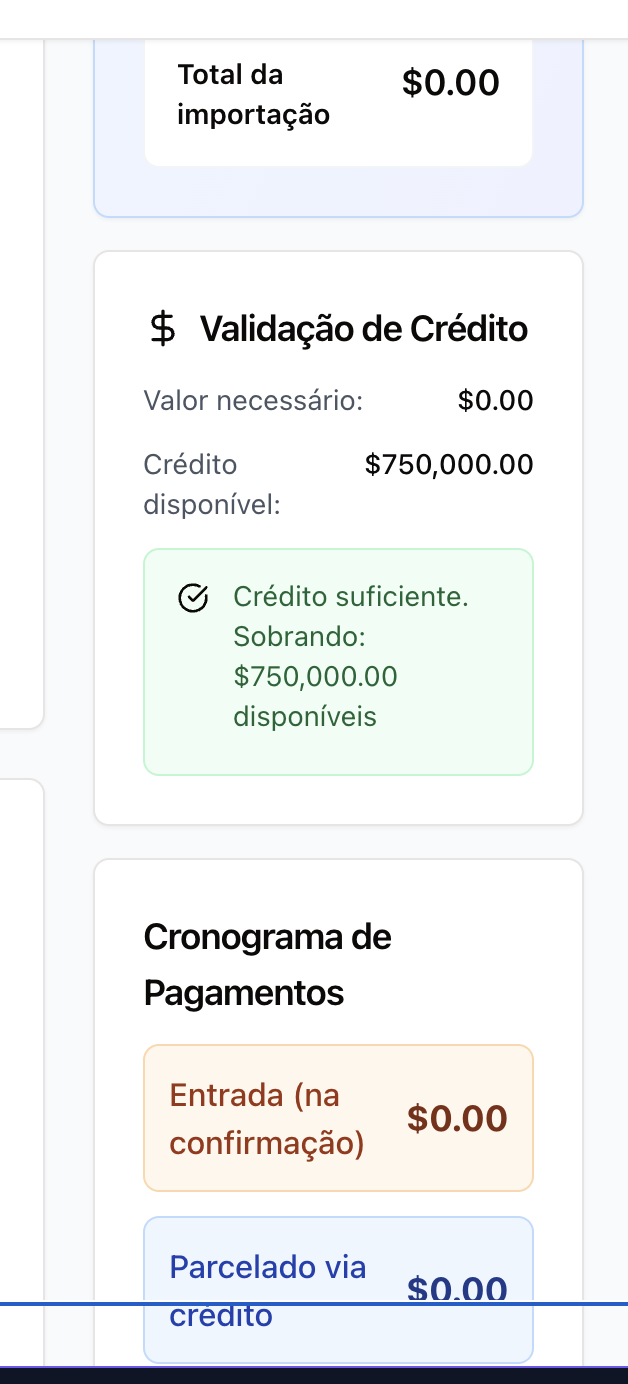 Total da
importação
$0.00
$ Validação de Crédito
Valor necessário: $0.00
Crédito
disponível:
$750,000.00
Crédito suficiente.
Sobrando:
$750,000.00
disponíveis
Cronograma de
Pagamentos
Entrada (na
confirmação)
$0.00
Parcelado via
crédito
$0.00